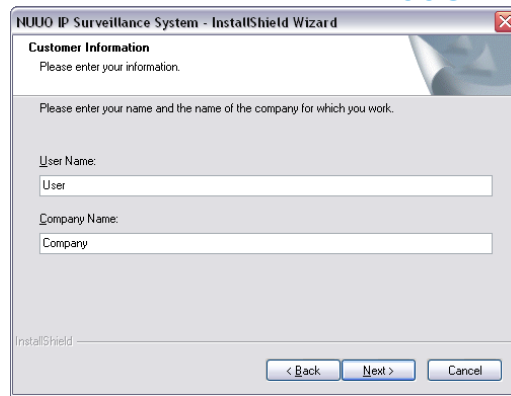 NUUO IP Surveillance System - InstallShield Wizard
Customer Information
Please enter your information.
Please enter your name and the name of the company for which you work.
User Name:
User
Company Name:
Company
InstallShield
< Back Next > Cancel